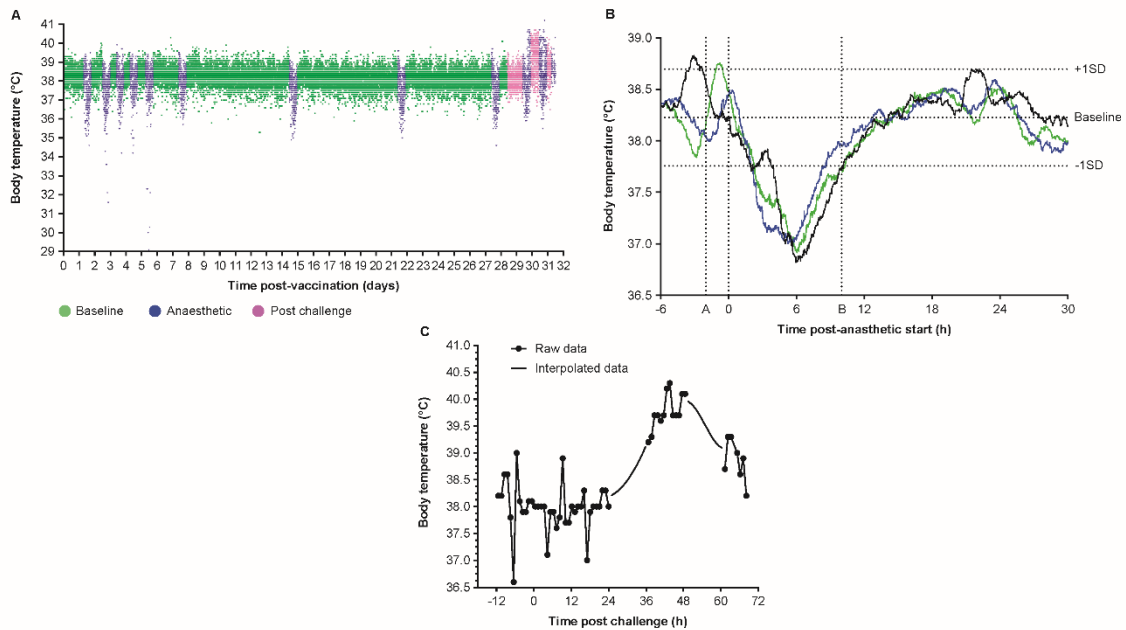 A
Body temperature (°C)
41
40
39
38
37
36
35
34
33
32
31
30
29
0 1 2 3 4 5 6 7 8 9 10 11 12 13 14 15 16 17 18 19 20 21 22 23 24 25 26 27 28 29 30 31 32
Time post-vaccination (days)
Baseline Anaesthetic Post challenge
B
Body temperature (°C)
39.0
38.5
38.0
37.5
37.0
36.5
+1SD
Baseline
-1SD
-6 A 0 6 B 12 18 24 30
Time post-anasthetic start (h)
C
Raw data
Interpolated data
Body temperature (°C)
41.0
40.5
40.0
39.5
39.0
38.5
38.0
37.5
37.0
36.5
-12 0 12 24 36 48 60 72
Time post challenge (h)